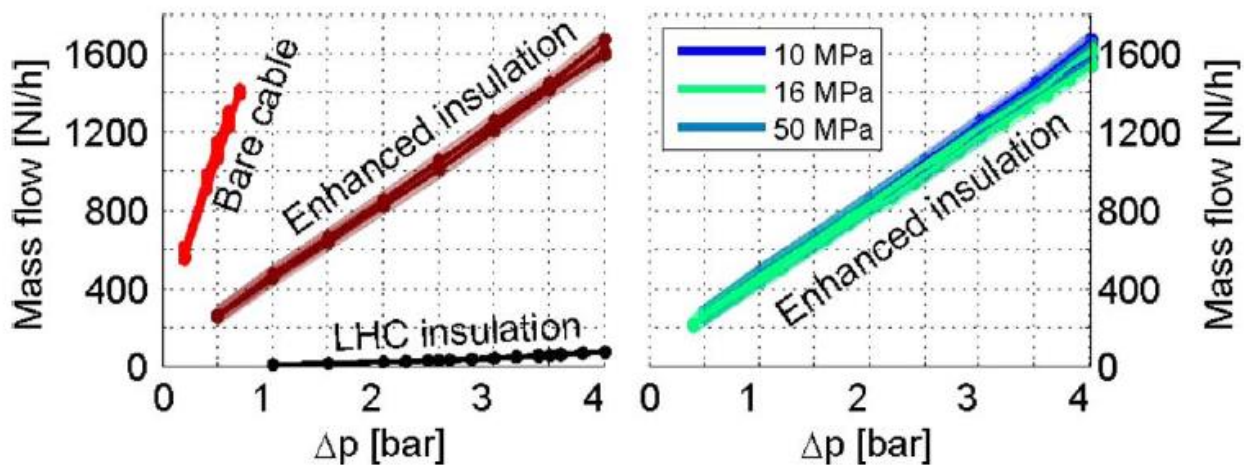 Mass flow [Nl/h]
1600
1200
800
400
0
Bare cable
Enhanced insulation
LHC insulation
0 1 2 3 4
Δp [bar]
10 MPa
16 MPa
50 MPa
Enhanced insulation
1600
1200
800
400
0
Mass flow [Nl/h]
0 1 2 3 4
Δp [bar]